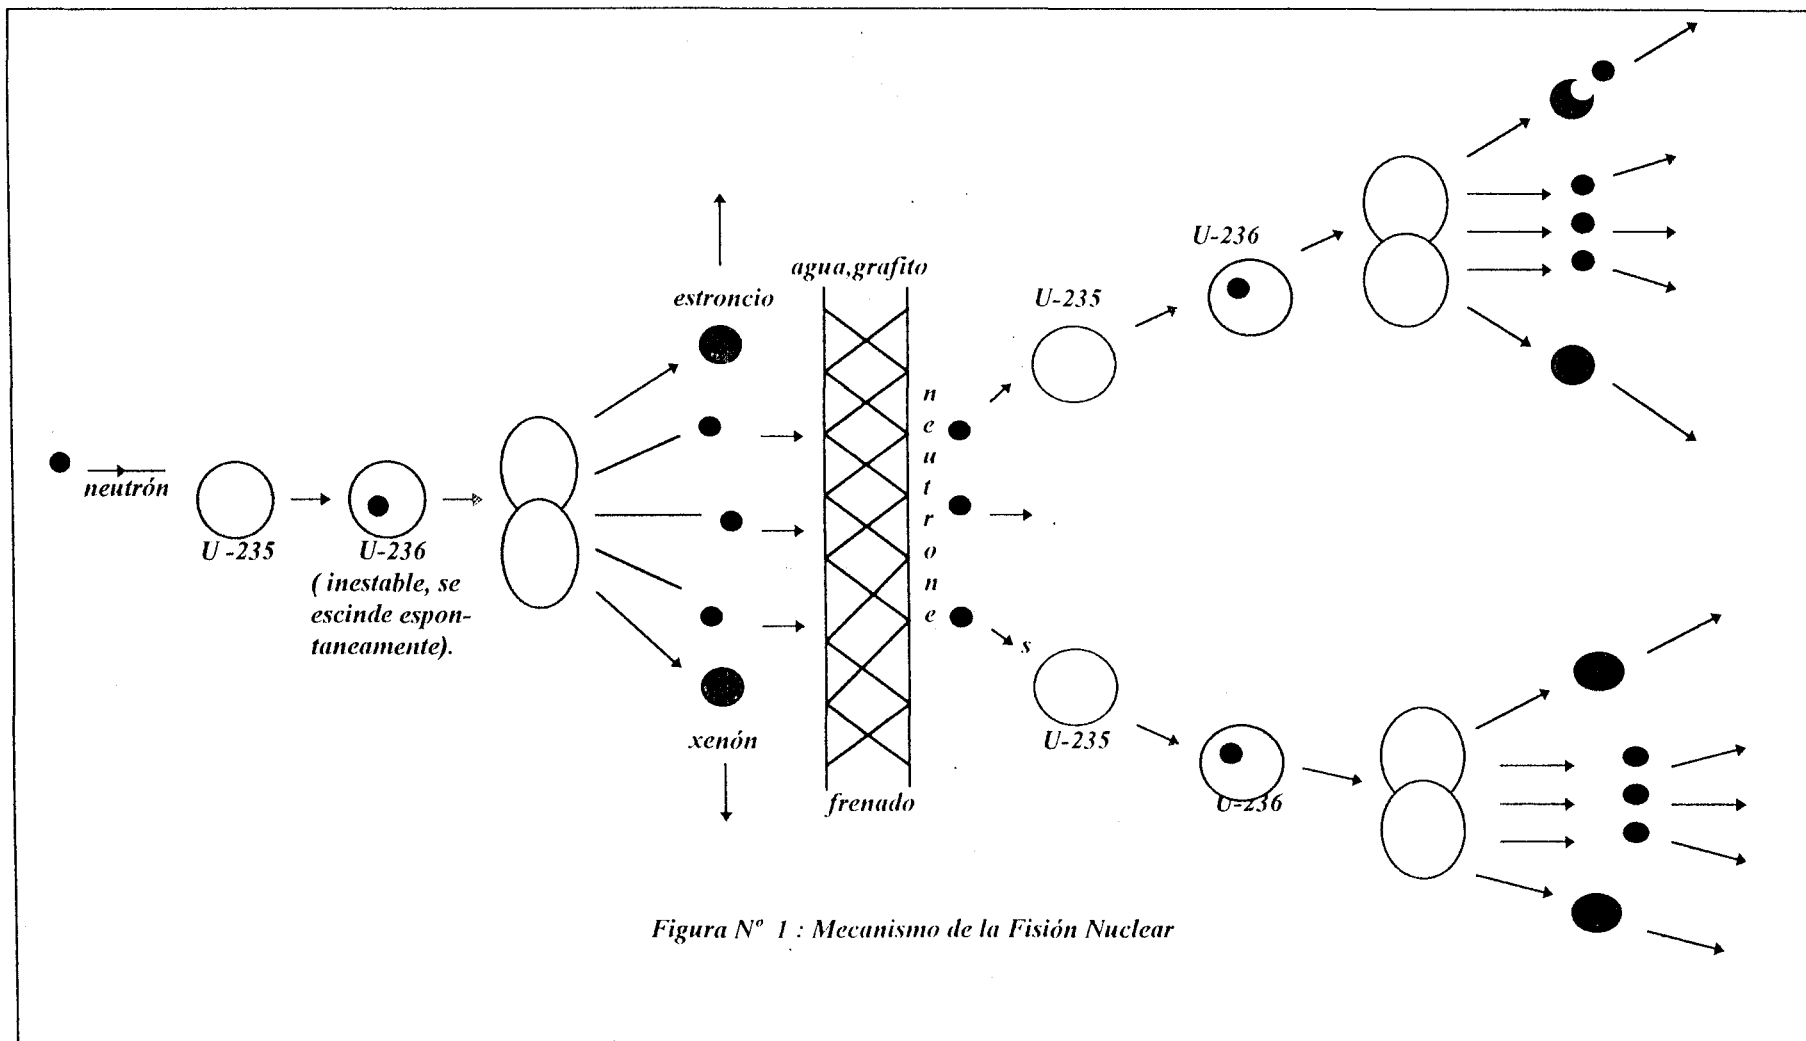 neutrón
U -235
U-236
( inestable, se
escinde espon-
taneamente).
estroncio
xenón
agua,grafito
frenado
n
e
u
t
r
o
n
e
s
U-235
U-236
U-235
U-236
Figura Nº 1 : Mecanismo de la Fisión Nuclear